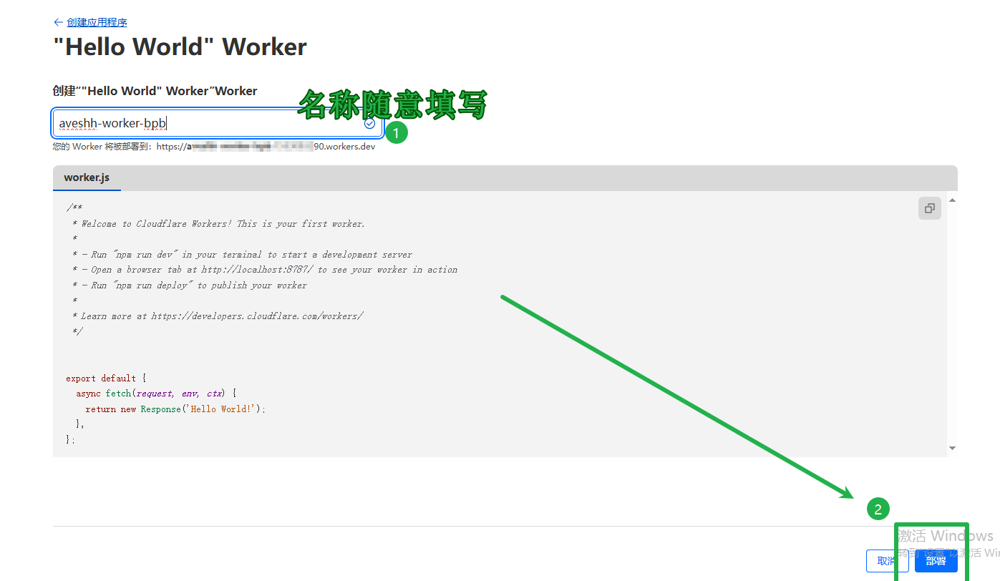 创建应用程序
"Hello World" Worker
创建“"Hello World" Worker”Worker
名称随意填写
aveshh-worker-bpb
1
您的 Worker 将被部署到：https://a 90.workers.dev
worker.js
/**
 * Welcome to Cloudflare Workers! This is your first worker.
 *
 * - Run "npm run dev" in your terminal to start a development server
 * - Open a browser tab at http://localhost:8787/ to see your worker in action
 * - Run "npm run deploy" to publish your worker
 *
 * Learn more at https://developers.cloudflare.com/workers/
 */
export default {
  async fetch(request, env, ctx) {
    return new Response('Hello World!');
  },
};
2
激活 Windows
转到"设置"以激活 Win
取消
部署